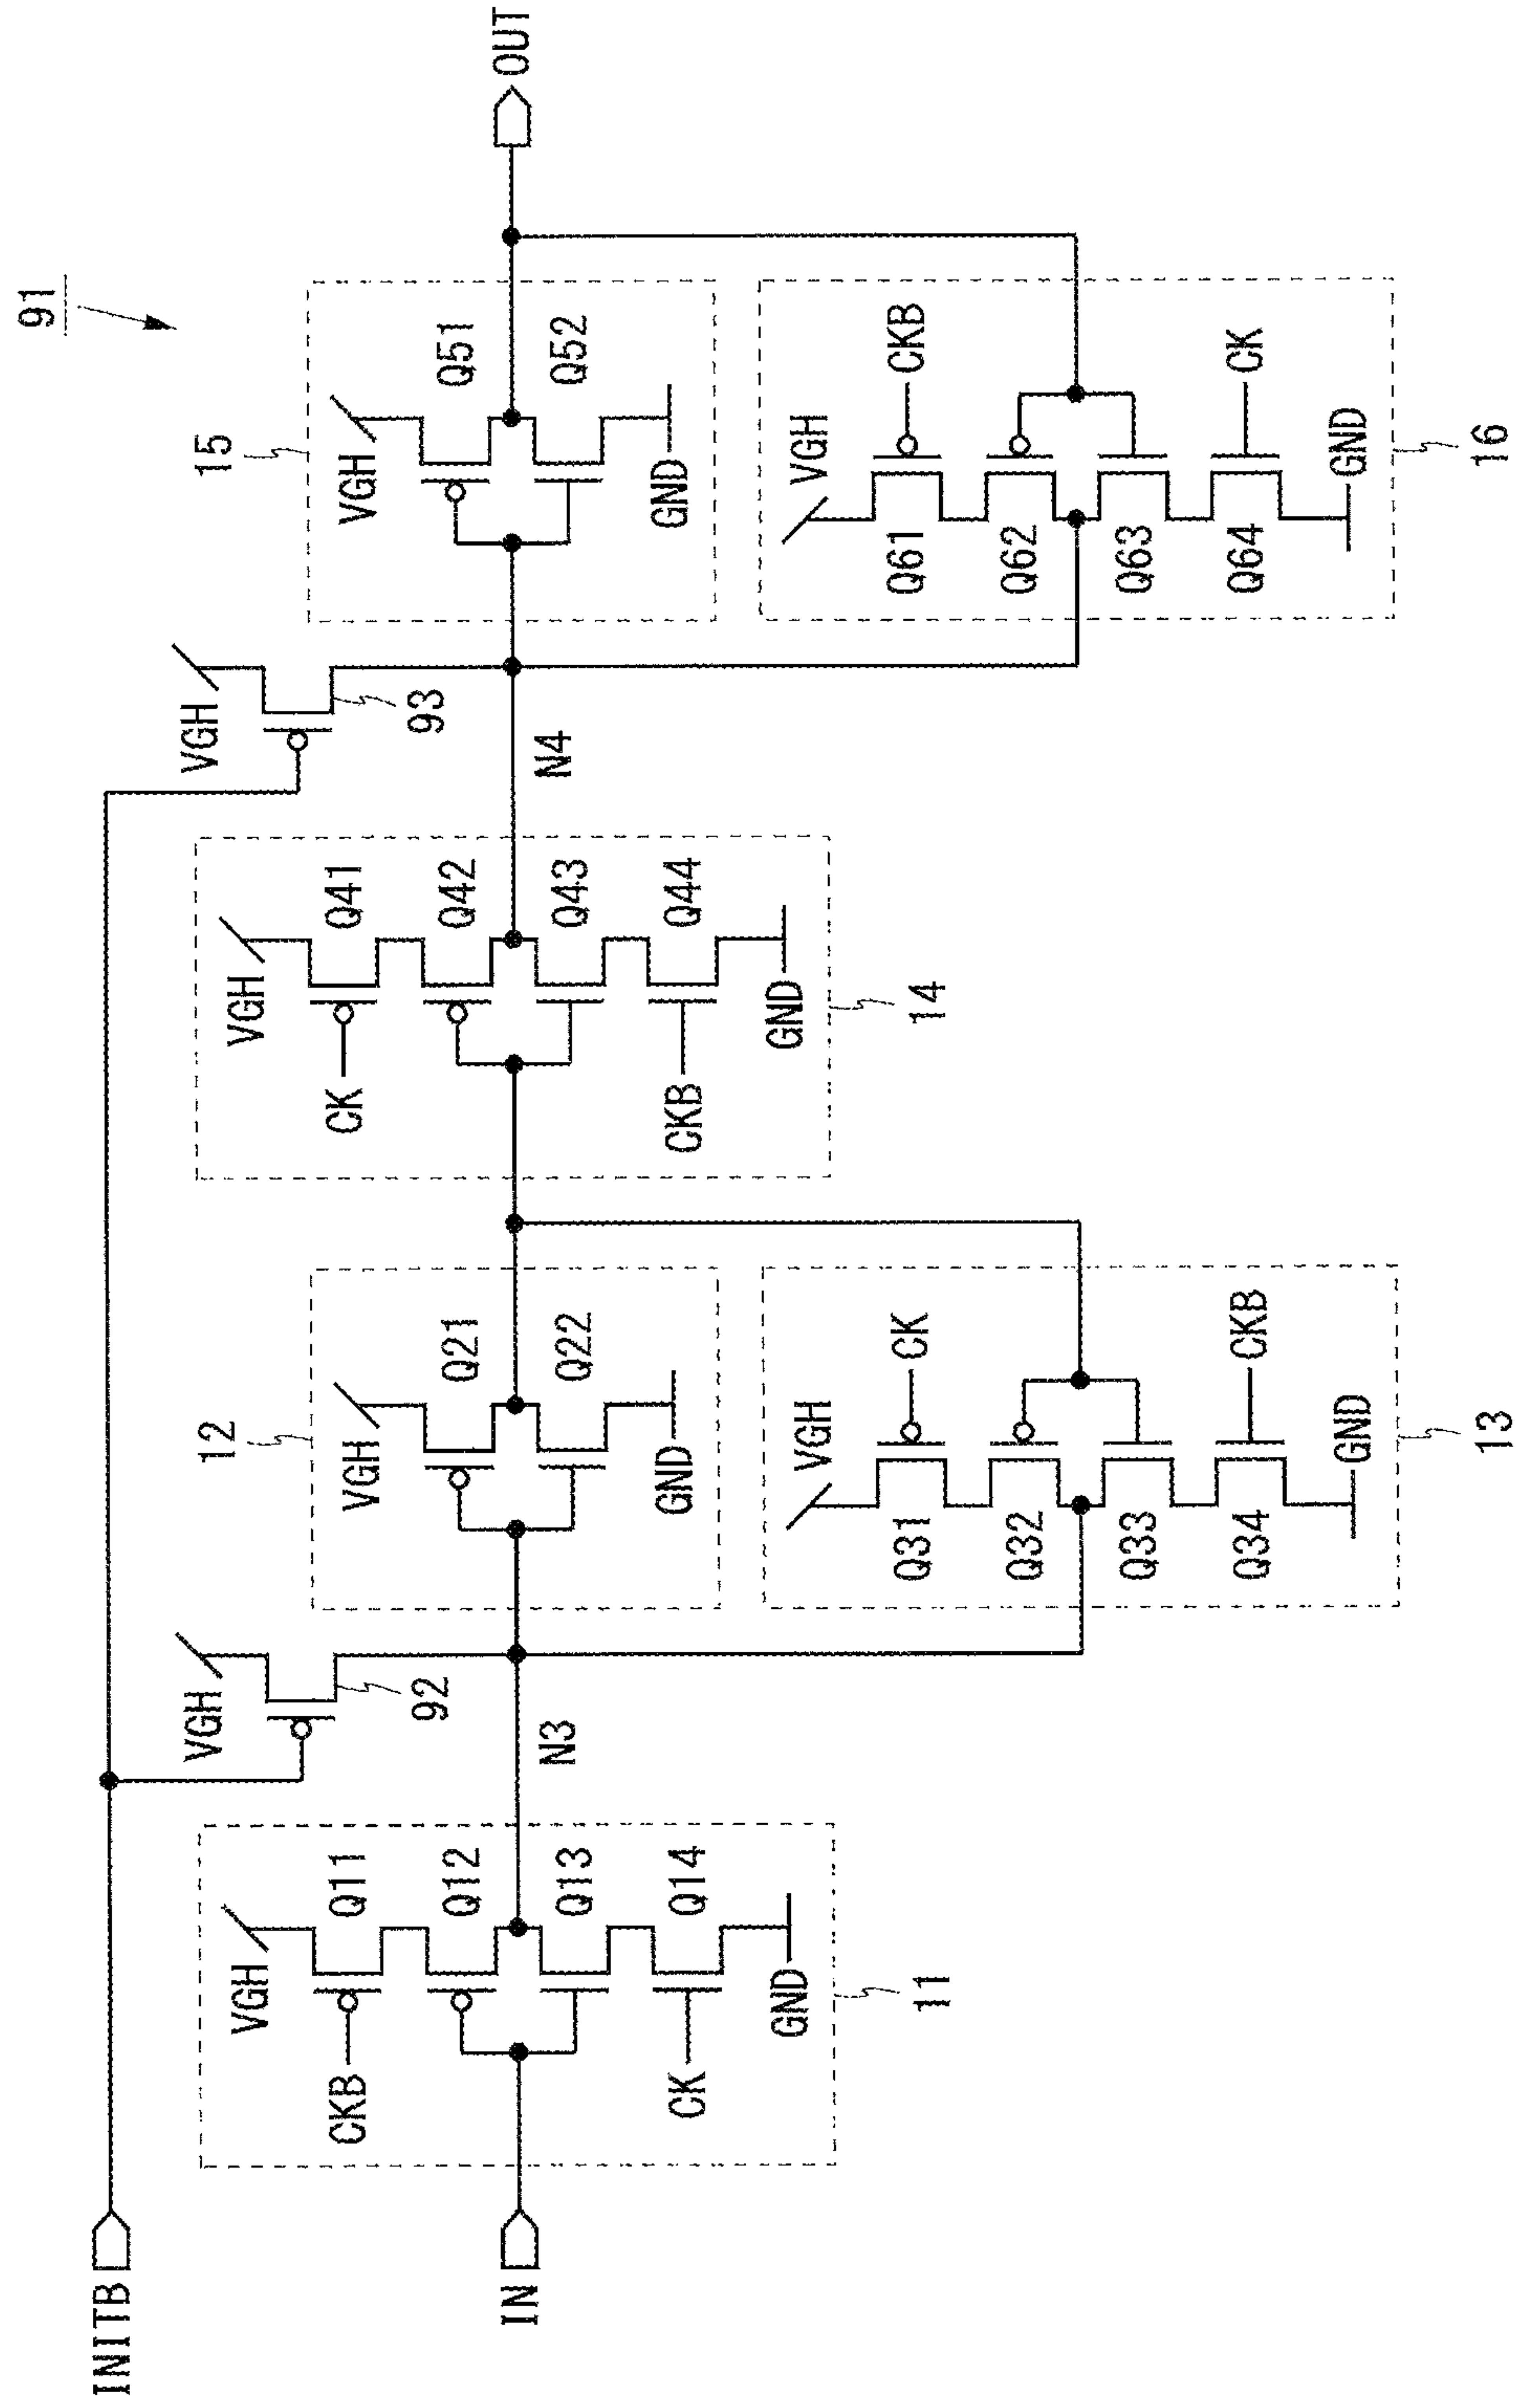 91
INITB
IN
OUT
VGH
92
N3
VGH
93
N4
11
VGH
CKB
Q11
Q12
Q13
Q14
CK
GND
12
VGH
Q21
Q22
GND
13
VGH
CK
Q31
Q32
Q33
Q34
CKB
GND
14
VGH
CK
Q41
Q42
Q43
Q44
CKB
GND
15
VGH
Q51
Q52
GND
16
VGH
CKB
Q61
Q62
Q63
Q64
CK
GND